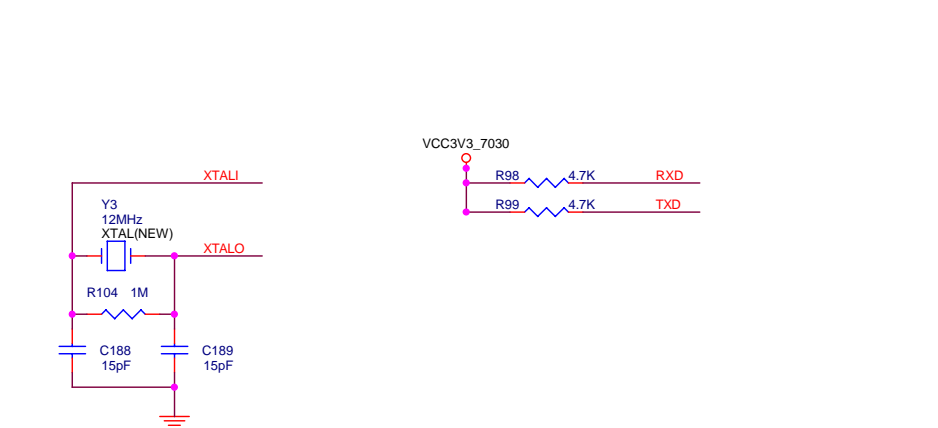 VCC3V3_7030
XTALI
R98 4.7K RXD
Y3
R99 4.7K TXD
12MHz
XTAL(NEW)
XTALO
R104 1M
C188
15pF
C189
15pF